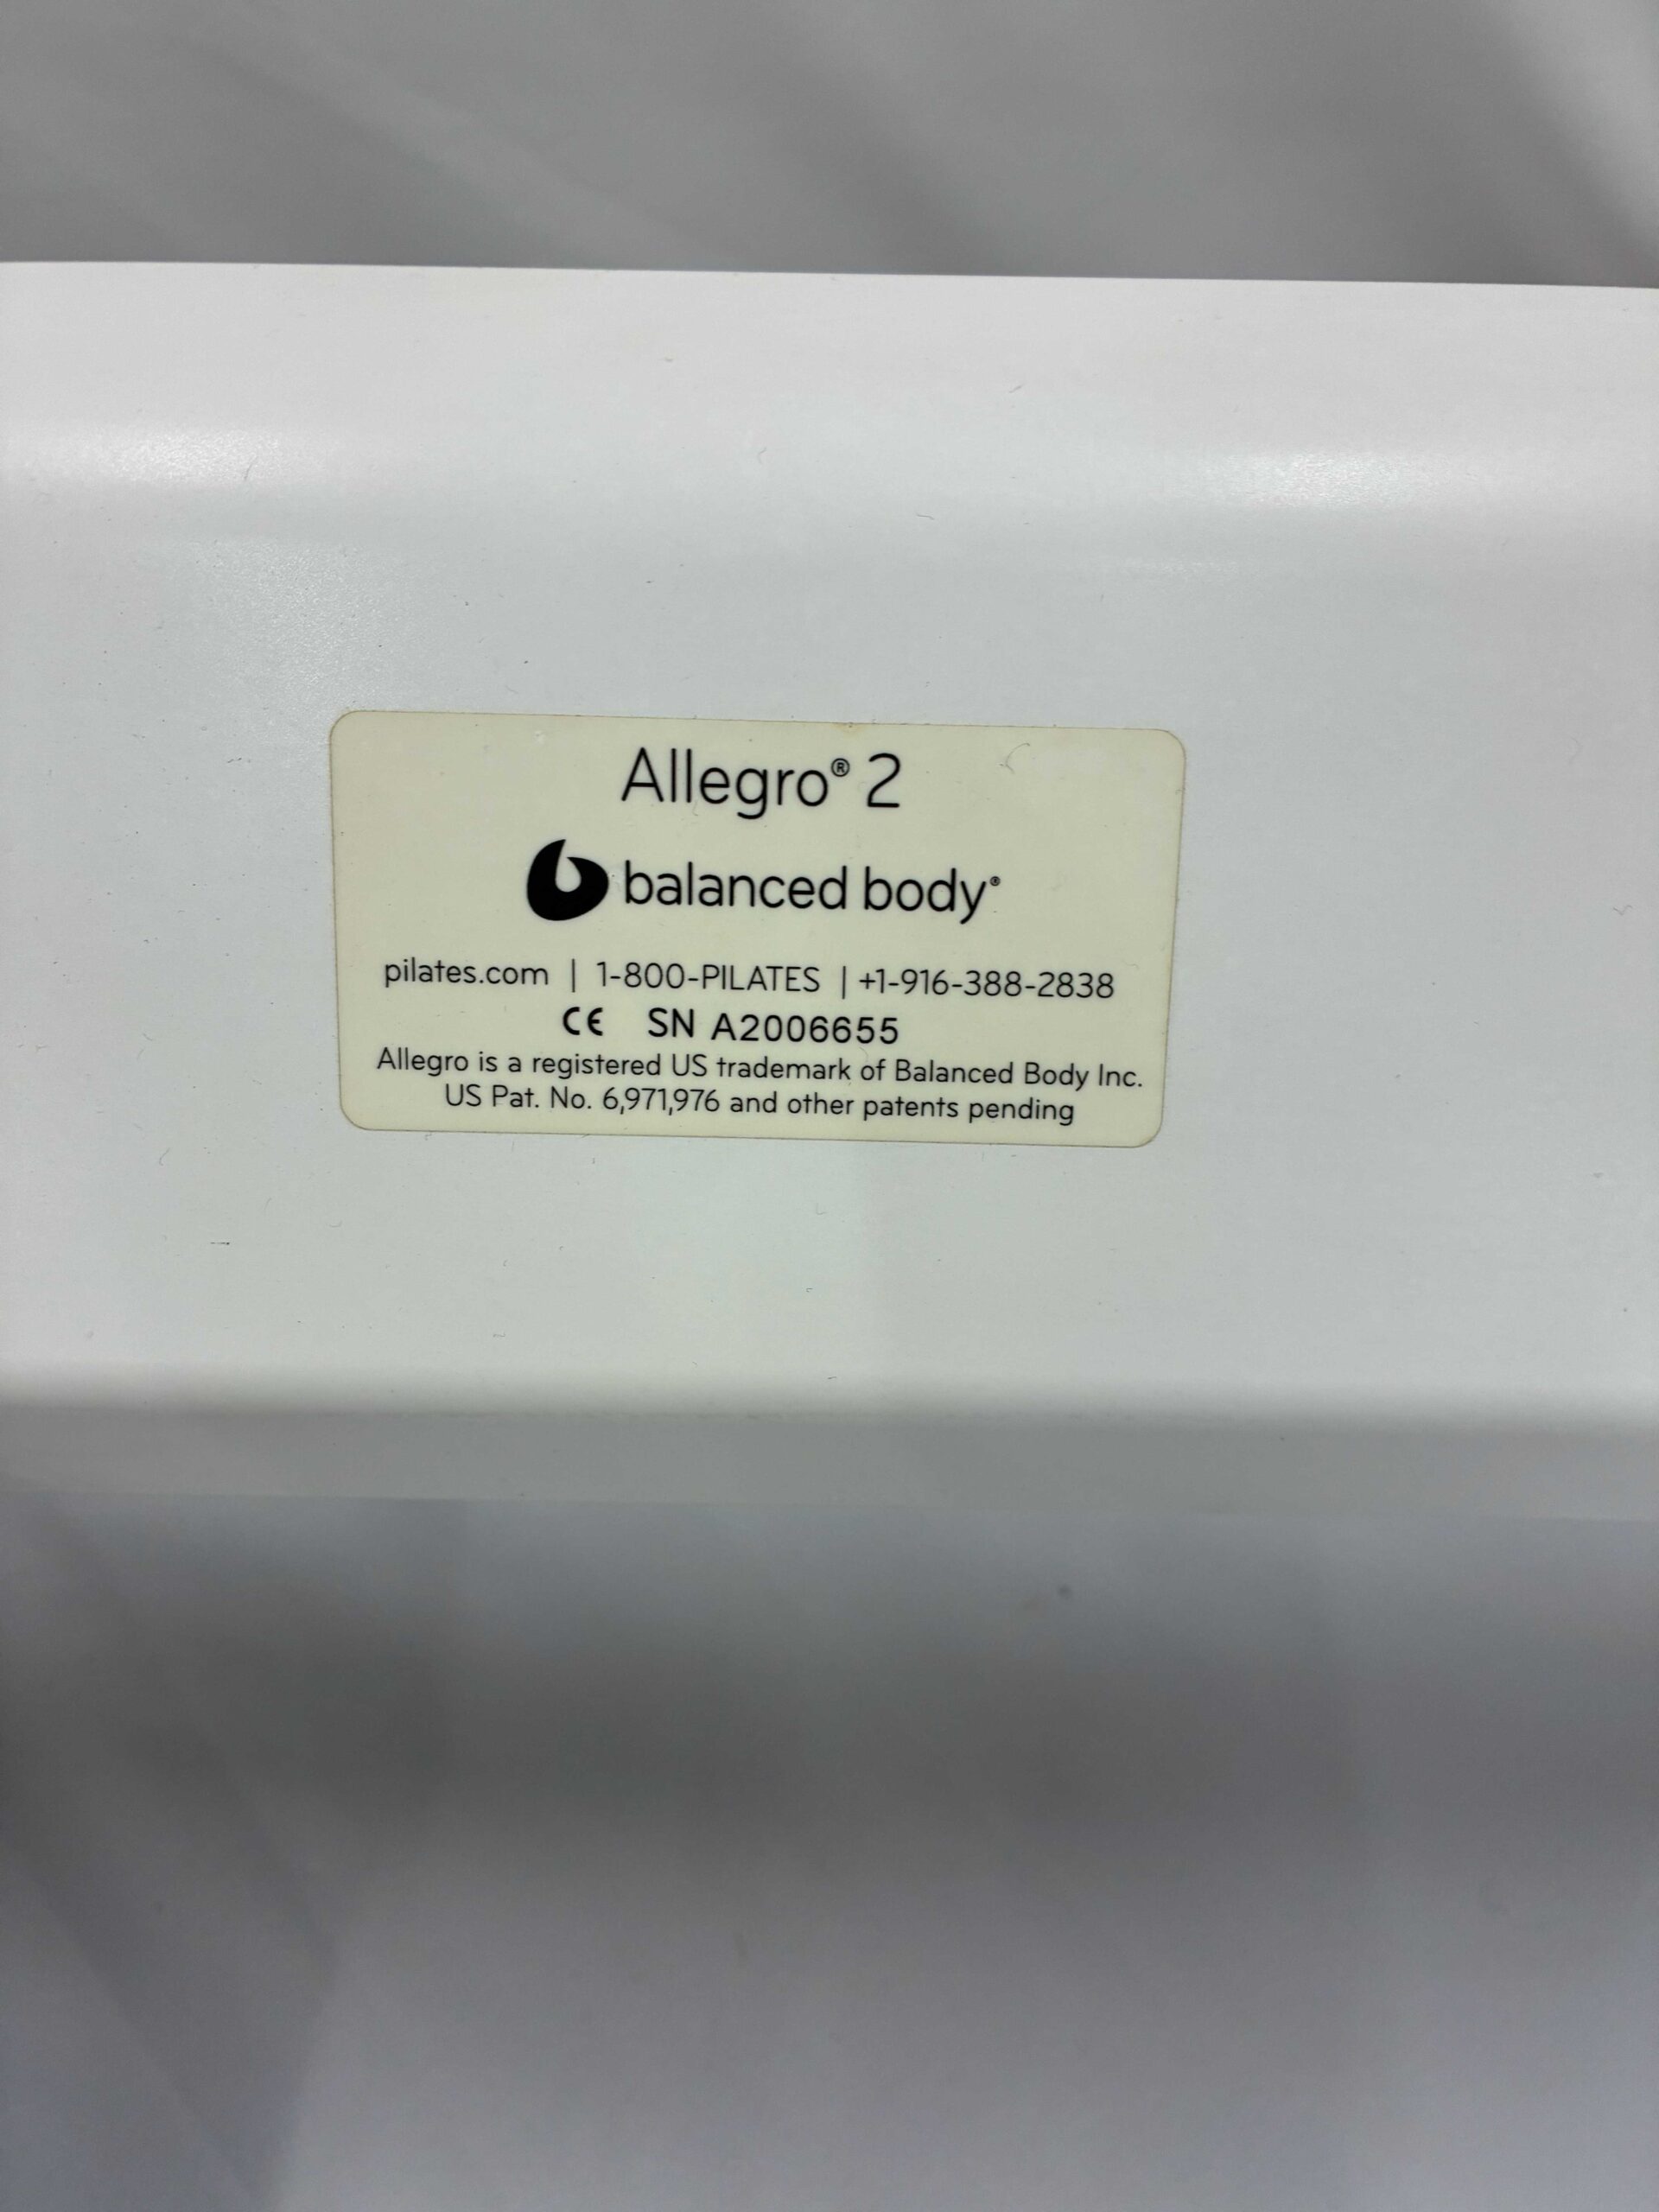 Allegro® 2
balanced body®
pilates.com | 1-800-PILATES | +1-916-388-2838
CE SN A2006655
Allegro is a registered US trademark of Balanced Body Inc.
US Pat. No. 6,971,976 and other patents pending